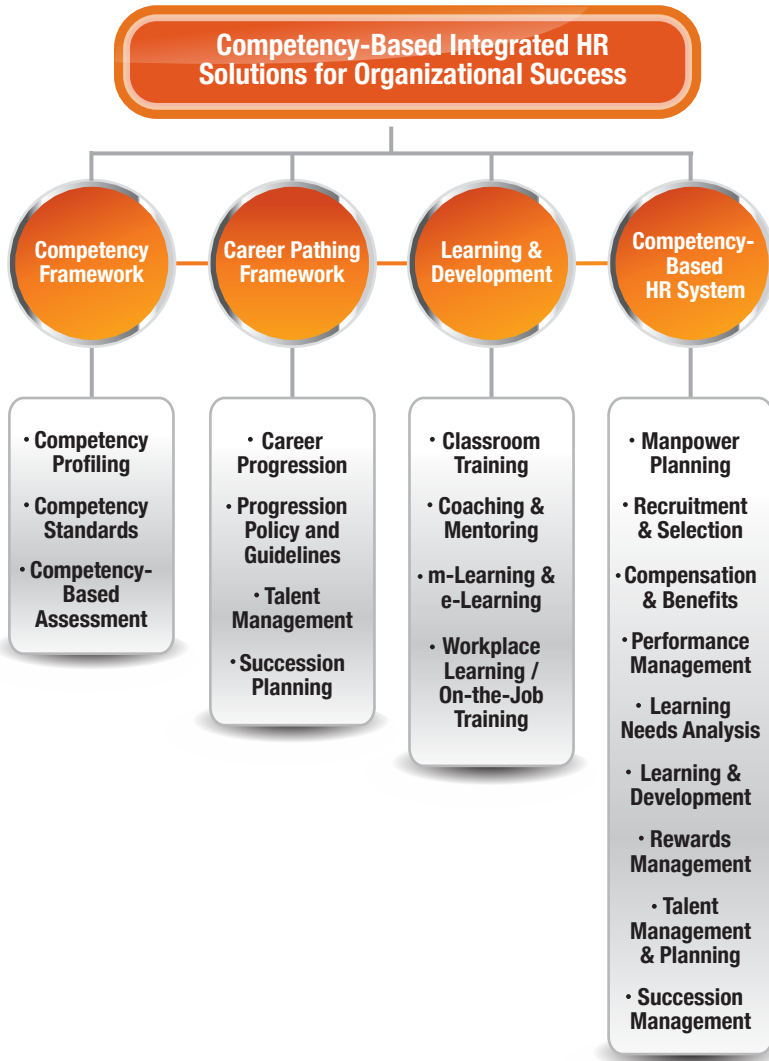 Competency-Based Integrated HR
Solutions for Organizational Success
Competency
Framework
Career Pathing
Framework
Learning &
Development
Competency-
Based
HR System
• Competency
Profiling
• Competency
Standards
• Competency-
Based
Assessment
• Career
Progression
• Progression
Policy and
Guidelines
• Talent
Management
• Succession
Planning
• Classroom
Training
• Coaching &
Mentoring
• m-Learning &
e-Learning
• Workplace
Learning /
On-the-Job
Training
• Manpower
Planning
• Recruitment
& Selection
• Compensation
& Benefits
• Performance
Management
• Learning
Needs Analysis
• Learning &
Development
• Rewards
Management
• Talent
Management
& Planning
• Succession
Management